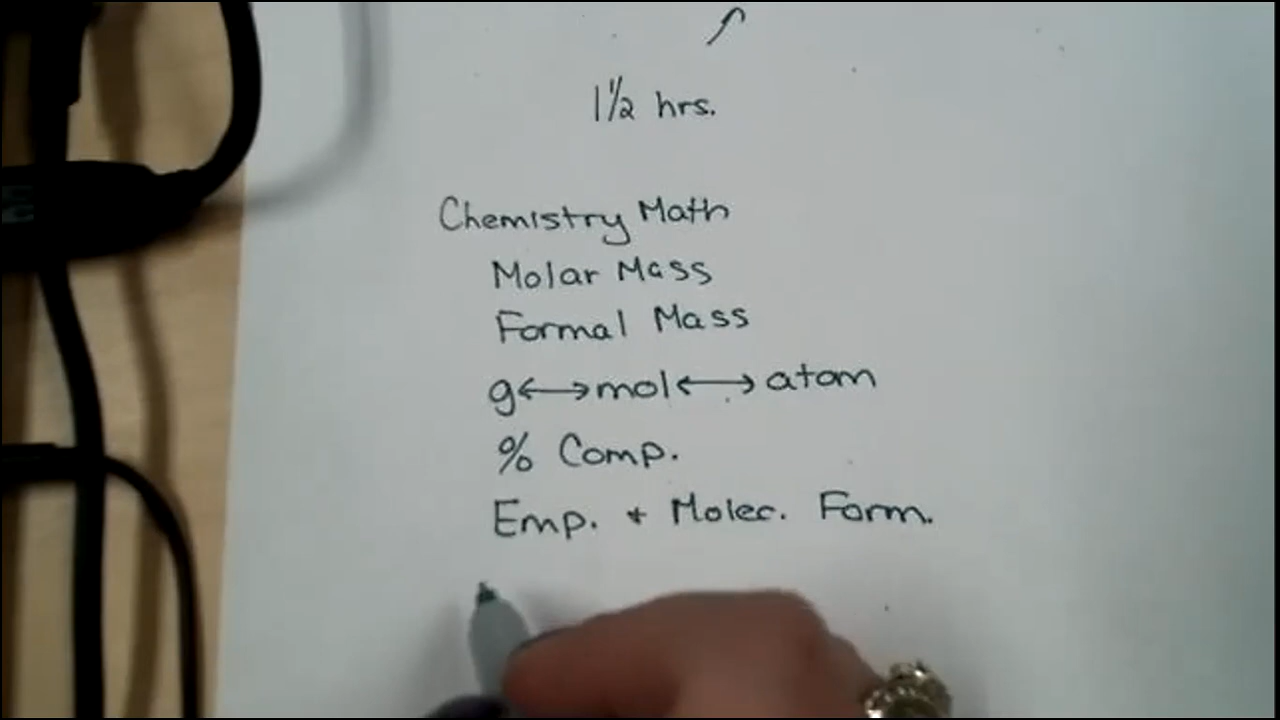 1½ hrs.
Chemistry Math
Molar Mass
Formal Mass
g↔mol↔atom
% Comp.
Emp. + Molec. Form.